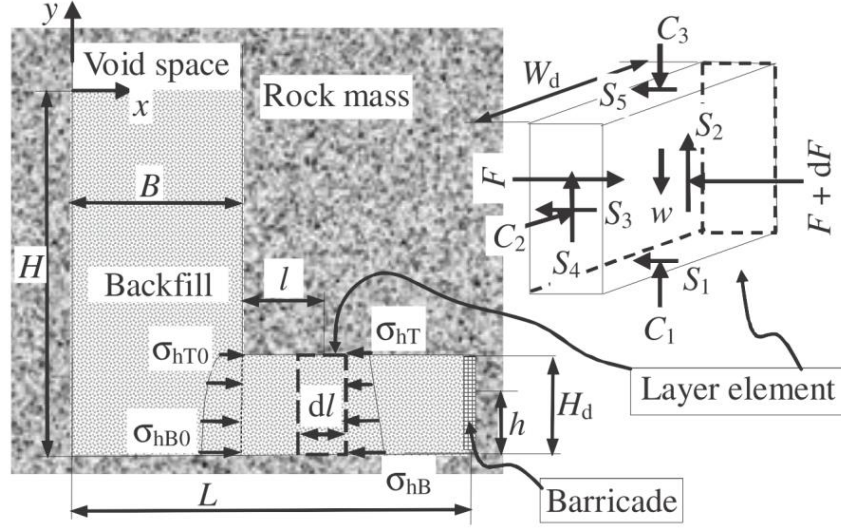 y
Void space
x
Rock mass
B
H
Backfill
l
σhT0
σhT
σhB0
dl
σhB
Hd
h
L
Barricade
Wd
C3
S5
S2
F
w
F + dF
S3
C2
S4
S1
C1
Layer element